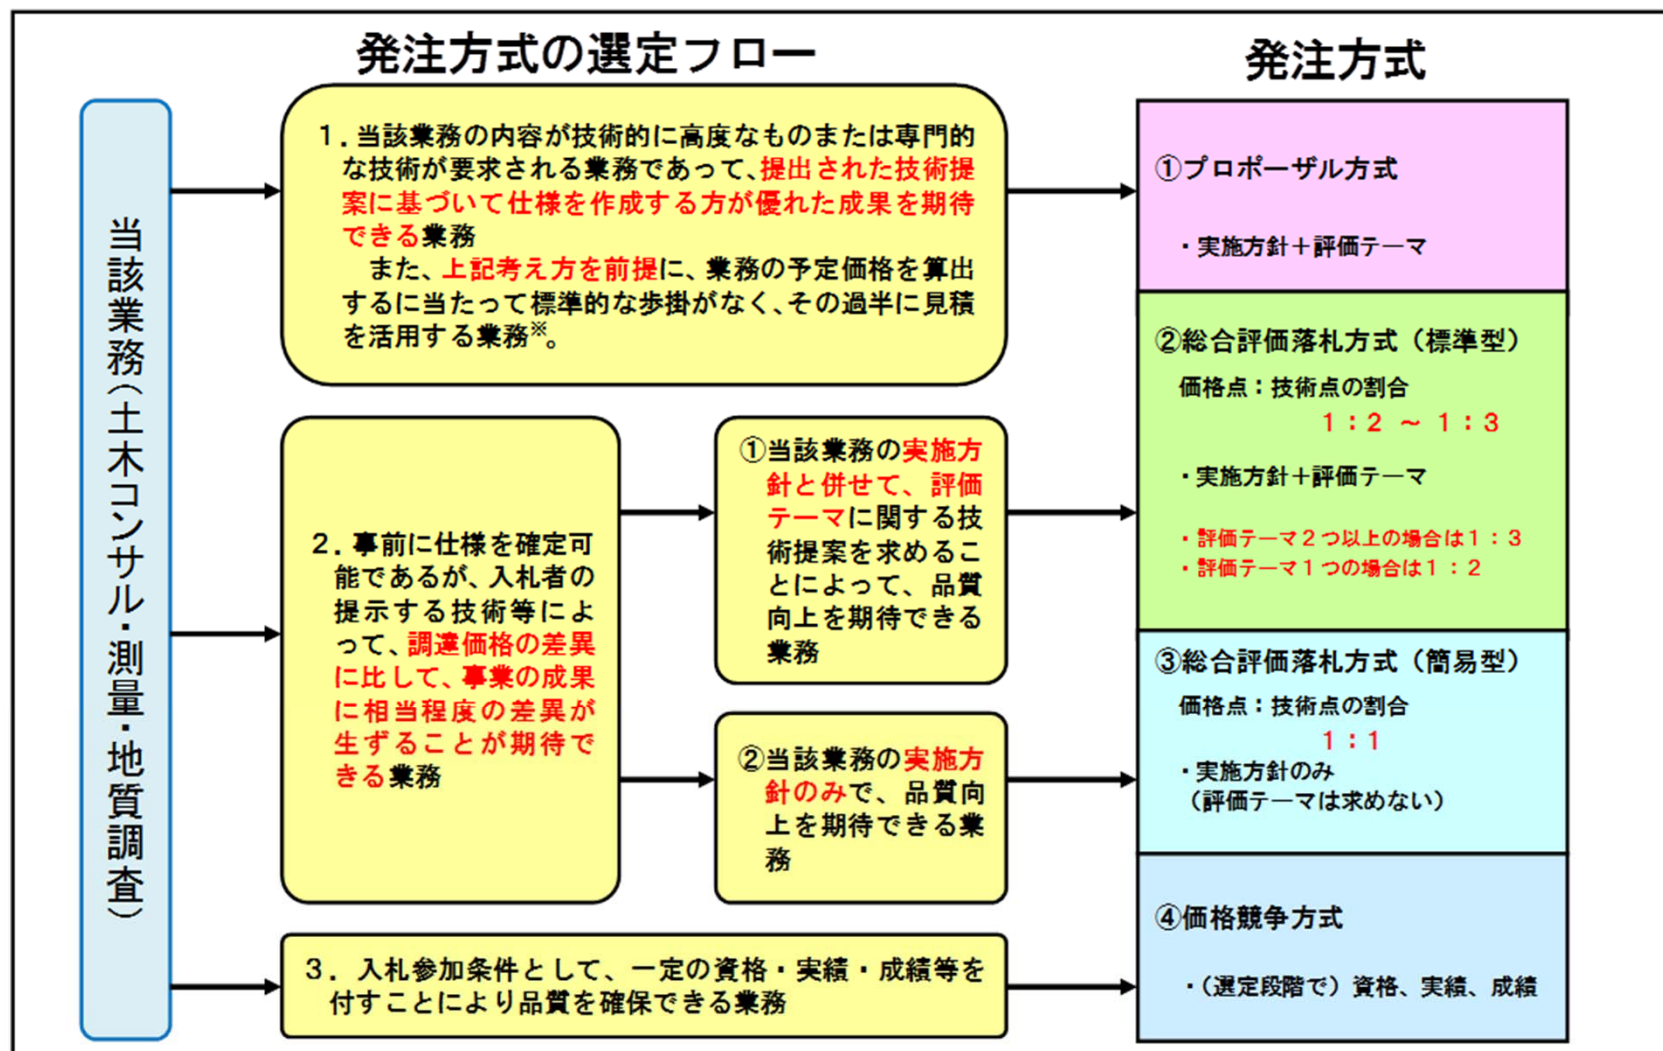 発注方式の選定フロー
発注方式
当該業務(土木コンサル・測量・地質調査)
１．当該業務の内容が技術的に高度なものまたは専門的
な技術が要求される業務であって、提出された技術提
案に基づいて仕様を作成する方が優れた成果を期待
できる業務
また、上記考え方を前提に、業務の予定価格を算出
するに当たって標準的な歩掛がなく、その過半に見積
を活用する業務※。
２．事前に仕様を確定可
能であるが、入札者の
提示する技術等によ
って、調達価格の差異
に比して、事業の成果
に相当程度の差異が
生ずることが期待で
きる業務
①当該業務の実施方
針と併せて、評価
テーマに関する技
術提案を求めるこ
とによって、品質
向上を期待できる
業務
②当該業務の実施方
針のみで、品質向
上を期待できる業
務
３．入札参加条件として、一定の資格・実績・成績等を
付すことにより品質を確保できる業務
①プロポーザル方式
・実施方針＋評価テーマ
②総合評価落札方式（標準型）
価格点：技術点の割合
１：２ ～ １：３
・実施方針＋評価テーマ
・評価テーマ２つ以上の場合は１：３
・評価テーマ１つの場合は１：２
③総合評価落札方式（簡易型）
価格点：技術点の割合
１：１
・実施方針のみ
（評価テーマは求めない）
④価格競争方式
・（選定段階で）資格、実績、成績